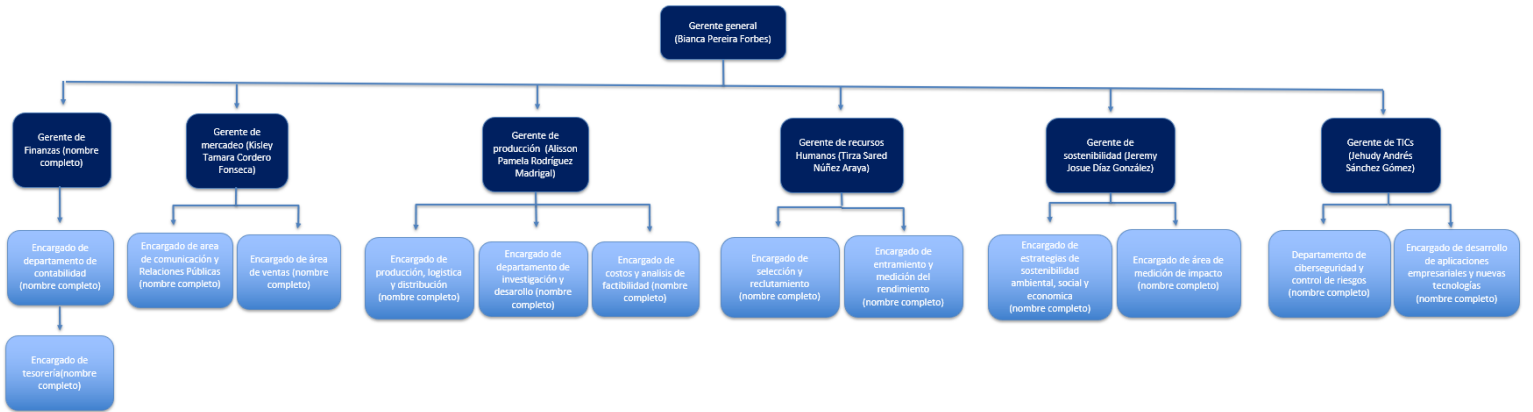 Gerente general
(Bianca Pereira Forbes)
Gerente de
Finanzas (nombre
completo)
Gerente de
mercadeo (Kisley
Tamara Cordero
Fonseca)
Gerente de
producción (Alisson
Pamela Rodríguez
Madrigal)
Gerente de recursos
Humanos (Tirza Sared
Núñez Araya)
Gerente de
sostenibilidad (Jeremy
Josue Díaz González)
Gerente de TICs
(Jehudy Andrés
Sánchez Gómez)
Encargado de
departamento de
contabilidad
(nombre completo)
Encargado de area
de comunicación y
Relaciones Públicas
(nombre completo)
Encargado de área
de ventas (nombre
completo)
Encargado de
producción, logistica
y distribución
(nombre completo)
Encargado de
departamento de
investigación y
desarollo (nombre
completo)
Encargado de
costos y analisis de
factibilidad (nombre
completo)
Encargado de
selección y
reclutamiento
(nombre completo)
Encargado de
entramiento y
medición del
rendimiento
(nombre completo)
Encargado de
estrategias de
sostenibilidad
ambiental, social y
economica
(nombre completo)
Encargado de área de
medición de impacto
(nombre completo)
Departamento de
ciberseguridad y
control de riesgos
(nombre completo)
Encargado de desarrollo
de aplicaciones
empresariales y nuevas
tecnologías
(nombre completo)
Encargado de
tesorería(nombre
completo)